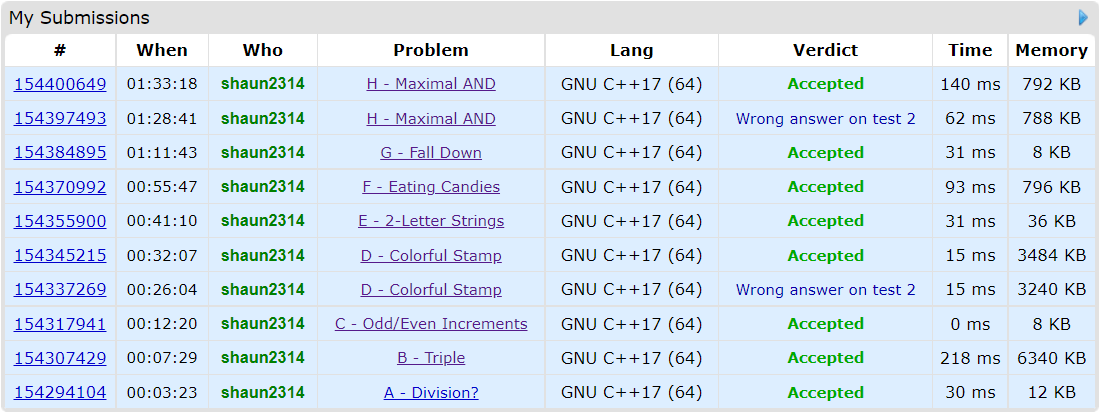 My Submissions
# When Who Problem Lang Verdict Time Memory
154400649 01:33:18 shaun2314 H - Maximal AND GNU C++17 (64) Accepted 140 ms 792 KB
154397493 01:28:41 shaun2314 H - Maximal AND GNU C++17 (64) Wrong answer on test 2 62 ms 788 KB
154384895 01:11:43 shaun2314 G - Fall Down GNU C++17 (64) Accepted 31 ms 8 KB
154370992 00:55:47 shaun2314 F - Eating Candies GNU C++17 (64) Accepted 93 ms 796 KB
154355900 00:41:10 shaun2314 E - 2-Letter Strings GNU C++17 (64) Accepted 31 ms 36 KB
154345215 00:32:07 shaun2314 D - Colorful Stamp GNU C++17 (64) Accepted 15 ms 3484 KB
154337269 00:26:04 shaun2314 D - Colorful Stamp GNU C++17 (64) Wrong answer on test 2 15 ms 3240 KB
154317941 00:12:20 shaun2314 C - Odd/Even Increments GNU C++17 (64) Accepted 0 ms 8 KB
154307429 00:07:29 shaun2314 B - Triple GNU C++17 (64) Accepted 218 ms 6340 KB
154294104 00:03:23 shaun2314 A - Division? GNU C++17 (64) Accepted 30 ms 12 KB